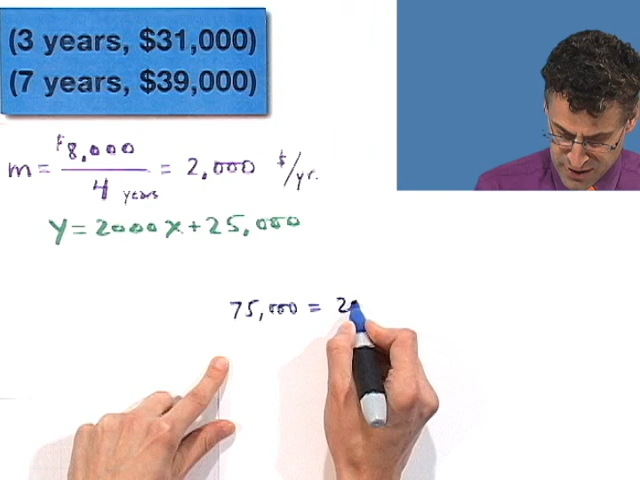 (3 years, $31,000)
(7 years, $39,000)
m = $8,000 / 4 years = 2,000 $/yr.
y = 2000x + 25,000
75,000 = 20